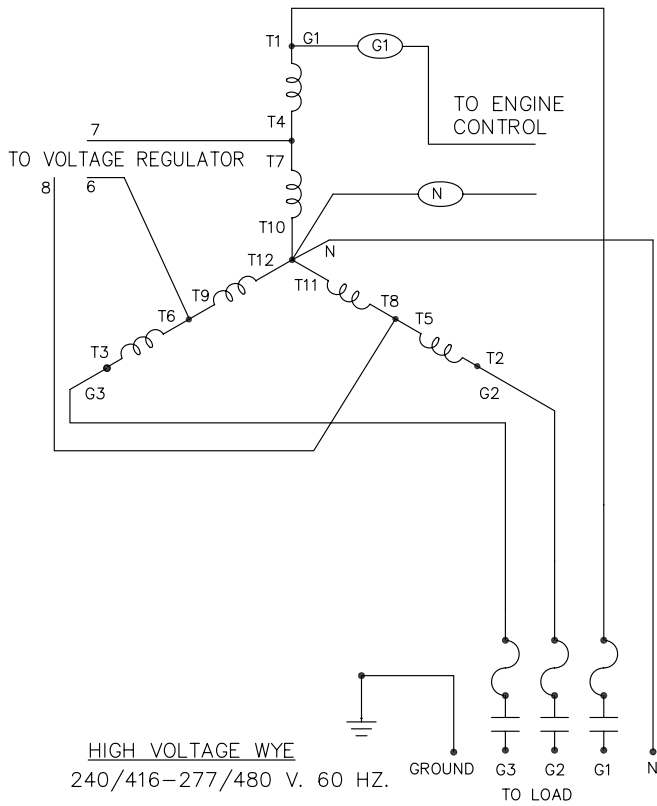 T1
G1
G1
T4
TO ENGINE
CONTROL
7
TO VOLTAGE REGULATOR
T7
8
6
N
T10
N
T12
T11
T9
T8
T6
T5
T3
T2
G3
G2
HIGH VOLTAGE WYE
240/416-277/480 V. 60 HZ.
GROUND
G3
G2
G1
N
TO LOAD